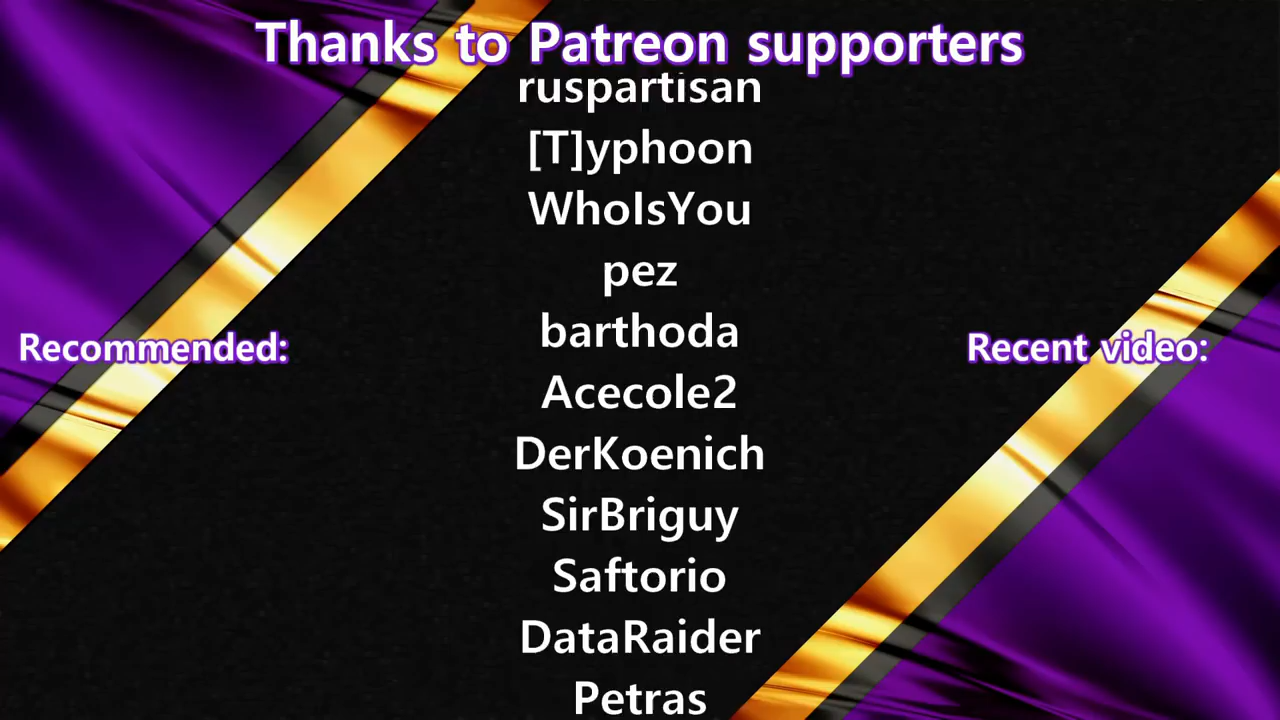 Thanks to Patreon supporters
ruspartisan
[T]yphoon
WhoIsYou
pez
barthoda
Recommended:
Recent video:
Acecole2
DerKoenich
SirBriguy
Saftorio
DataRaider
Petras